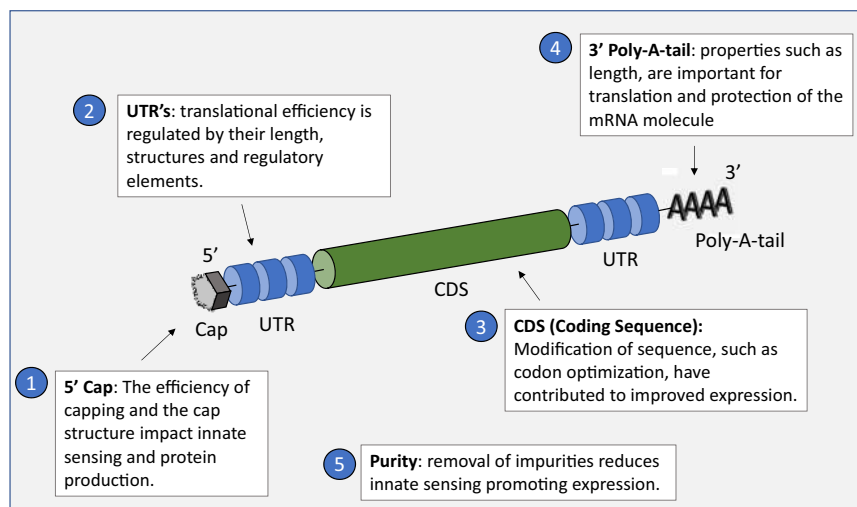 4
3' Poly-A-tail: properties such as
length, are important for
translation and protection of the
mRNA molecule
2
UTR's: translational efficiency is
regulated by their length,
structures and regulatory
elements.
3'
AAAA
Poly-A-tail
UTR
5'
CDS
Cap
UTR
3
CDS (Coding Sequence):
Modification of sequence, such as
codon optimization, have
contributed to improved expression.
1
5' Cap: The efficiency of
capping and the cap
structure impact innate
sensing and protein
production.
5
Purity: removal of impurities reduces
innate sensing promoting expression.